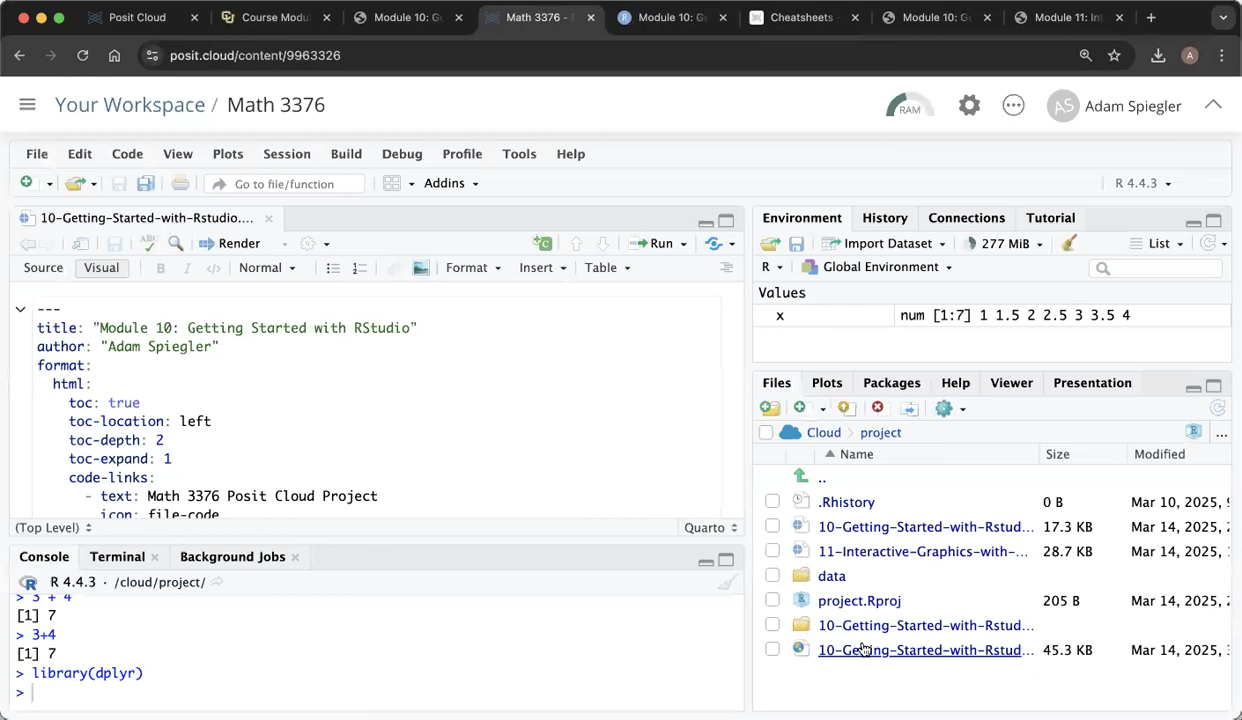 Posit Cloud
Course Modu
Module 10: G
Math 3376 -
Module 10: G
Cheatsheets
Module 10: G
Module 11: In
posit.cloud/content/9963326
A
Your Workspace / Math 3376
RAM
AS
Adam Spiegler
File Edit Code View Plots Session Build Debug Profile Tools Help
Go to file/function
Addins
R 4.4.3
10-Getting-Started-with-Rstudio....
ABC
Render
Run
Source Visual B I </> Normal Format Insert Table
---
title: "Module 10: Getting Started with RStudio"
author: "Adam Spiegler"
format:
html:
toc: true
toc-location: left
toc-depth: 2
toc-expand: 1
code-links:
- text: Math 3376 Posit Cloud Project
icon: file-code
(Top Level)
Quarto
Console Terminal Background Jobs
R 4.4.3 · /cloud/project/
> 3 + 4
[1] 7
> 3+4
[1] 7
> library(dplyr)
>
Environment History Connections Tutorial
Import Dataset 277 MiB List
R Global Environment
Values
x num [1:7] 1 1.5 2 2.5 3 3.5 4
Files Plots Packages Help Viewer Presentation
Cloud project ...
Name Size Modified
..
.Rhistory 0 B Mar 10, 2025,
10-Getting-Started-with-Rstud... 17.3 KB Mar 14, 2025,
11-Interactive-Graphics-with-... 28.7 KB Mar 14, 2025,
data
project.Rproj 205 B Mar 14, 2025,
10-Getting-Started-with-Rstud...
10-Getting-Started-with-Rstud... 45.3 KB Mar 14, 2025,